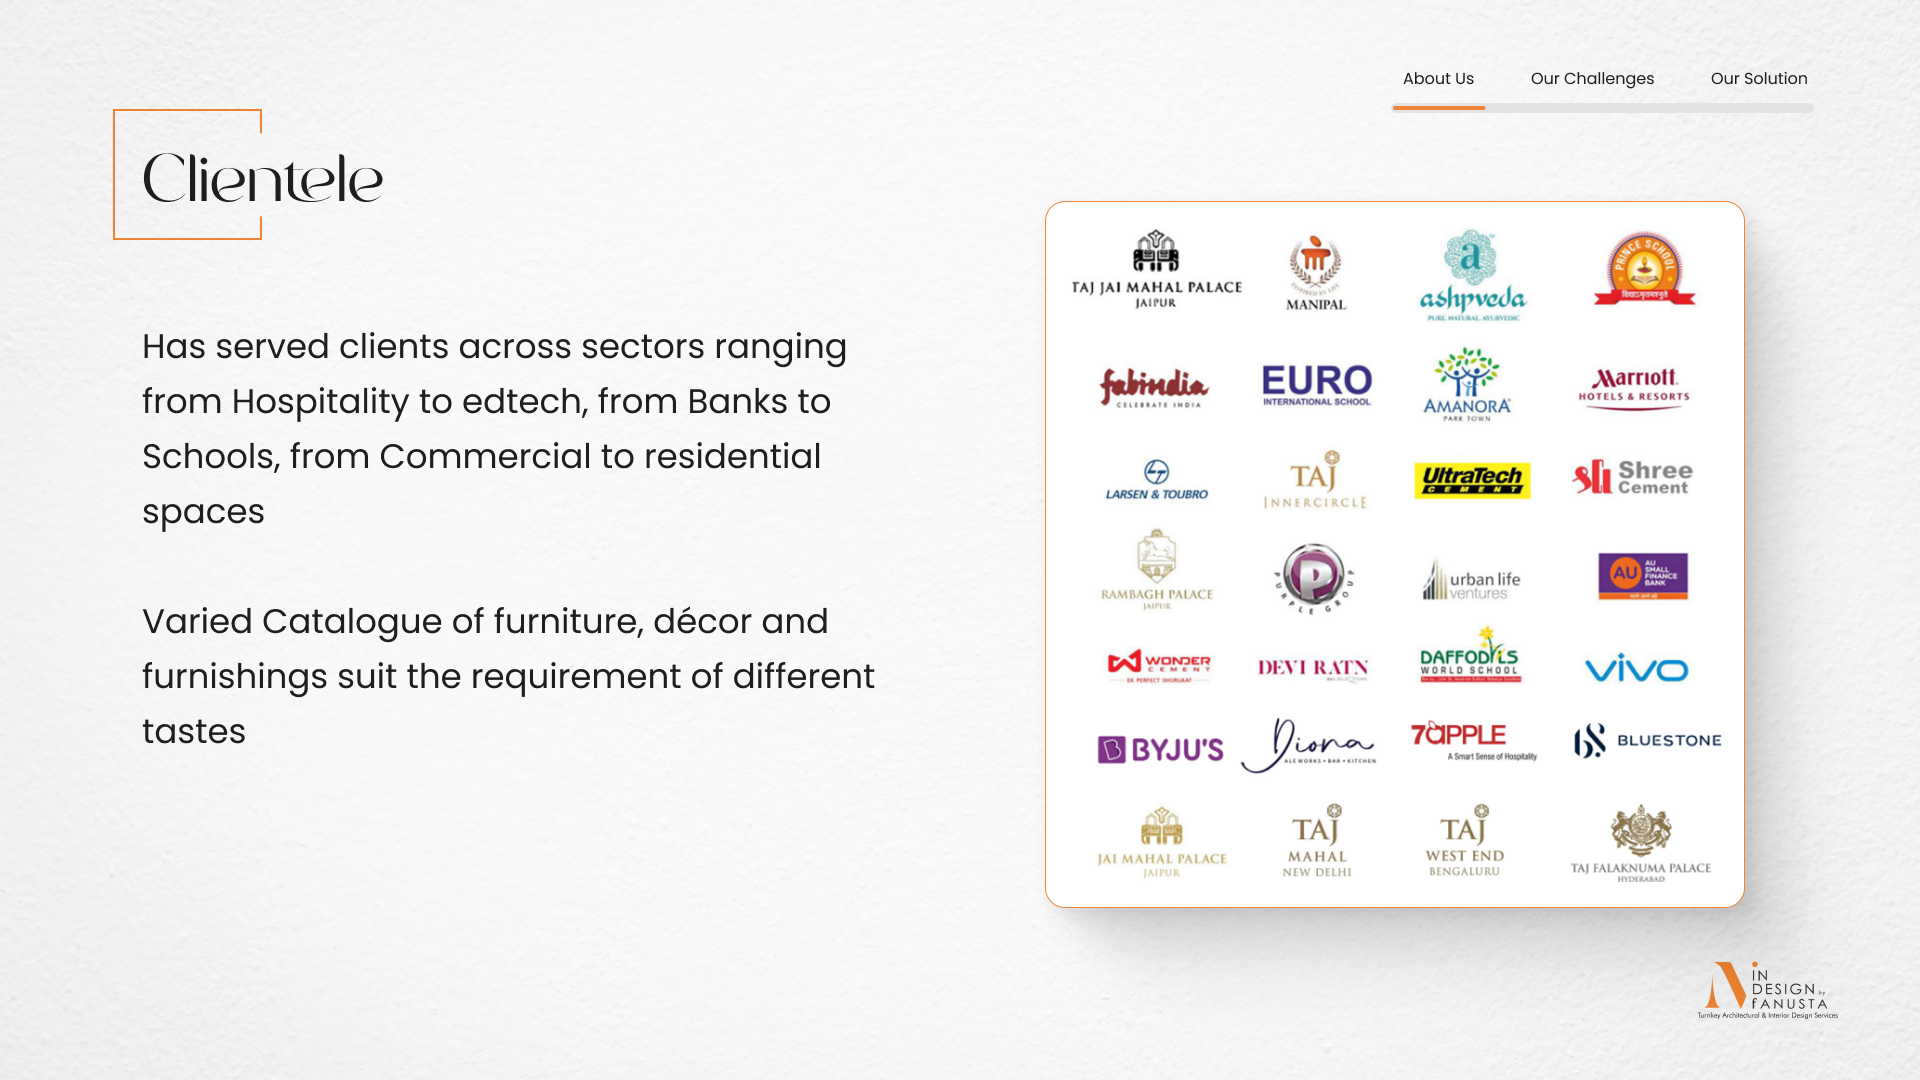 About Us
Our Challenges
Our Solution
Clientele
Has served clients across sectors ranging
from Hospitality to edtech, from Banks to
Schools, from Commercial to residential
spaces
Varied Catalogue of furniture, décor and
furnishings suit the requirement of different
tastes
TAJ JAI MAHAL PALACE
JAIPUR
INSPIRED BY LIFE
MANIPAL
a
ashpveda
PURE. NATURAL. AYURVEDIC
PRINCE SCHOOL
fabindia
CELEBRATE INDIA
EURO
INTERNATIONAL SCHOOL
AMANORA
PARK TOWN
Marriott
HOTELS & RESORTS
LARSEN & TOUBRO
TAJ
INNERCIRCLE
UltraTech
CEMENT
Shree
Cement
RAMBAGH PALACE
JAIPUR
P
PURPLE GROUP
urban life
ventures
AU
AU
SMALL
FINANCE
BANK
WONDER
CEMENT
EK PERFECT SHURUAAT
DEVI RATN
DAFFODILS
WORLD SCHOOL
vivo
BYJU'S
Diona
ALE WORKS • BAR • KITCHEN
7APPLE
A Smart Sense of Hospitality
BLUESTONE
JAI MAHAL PALACE
JAIPUR
TAJ
MAHAL
NEW DELHI
TAJ
WEST END
BENGALURU
TAJ FALAKNUMA PALACE
HYDERABAD
iN
DESIGN by
fANUSTA
Turnkey Architectural & Interior Design Services